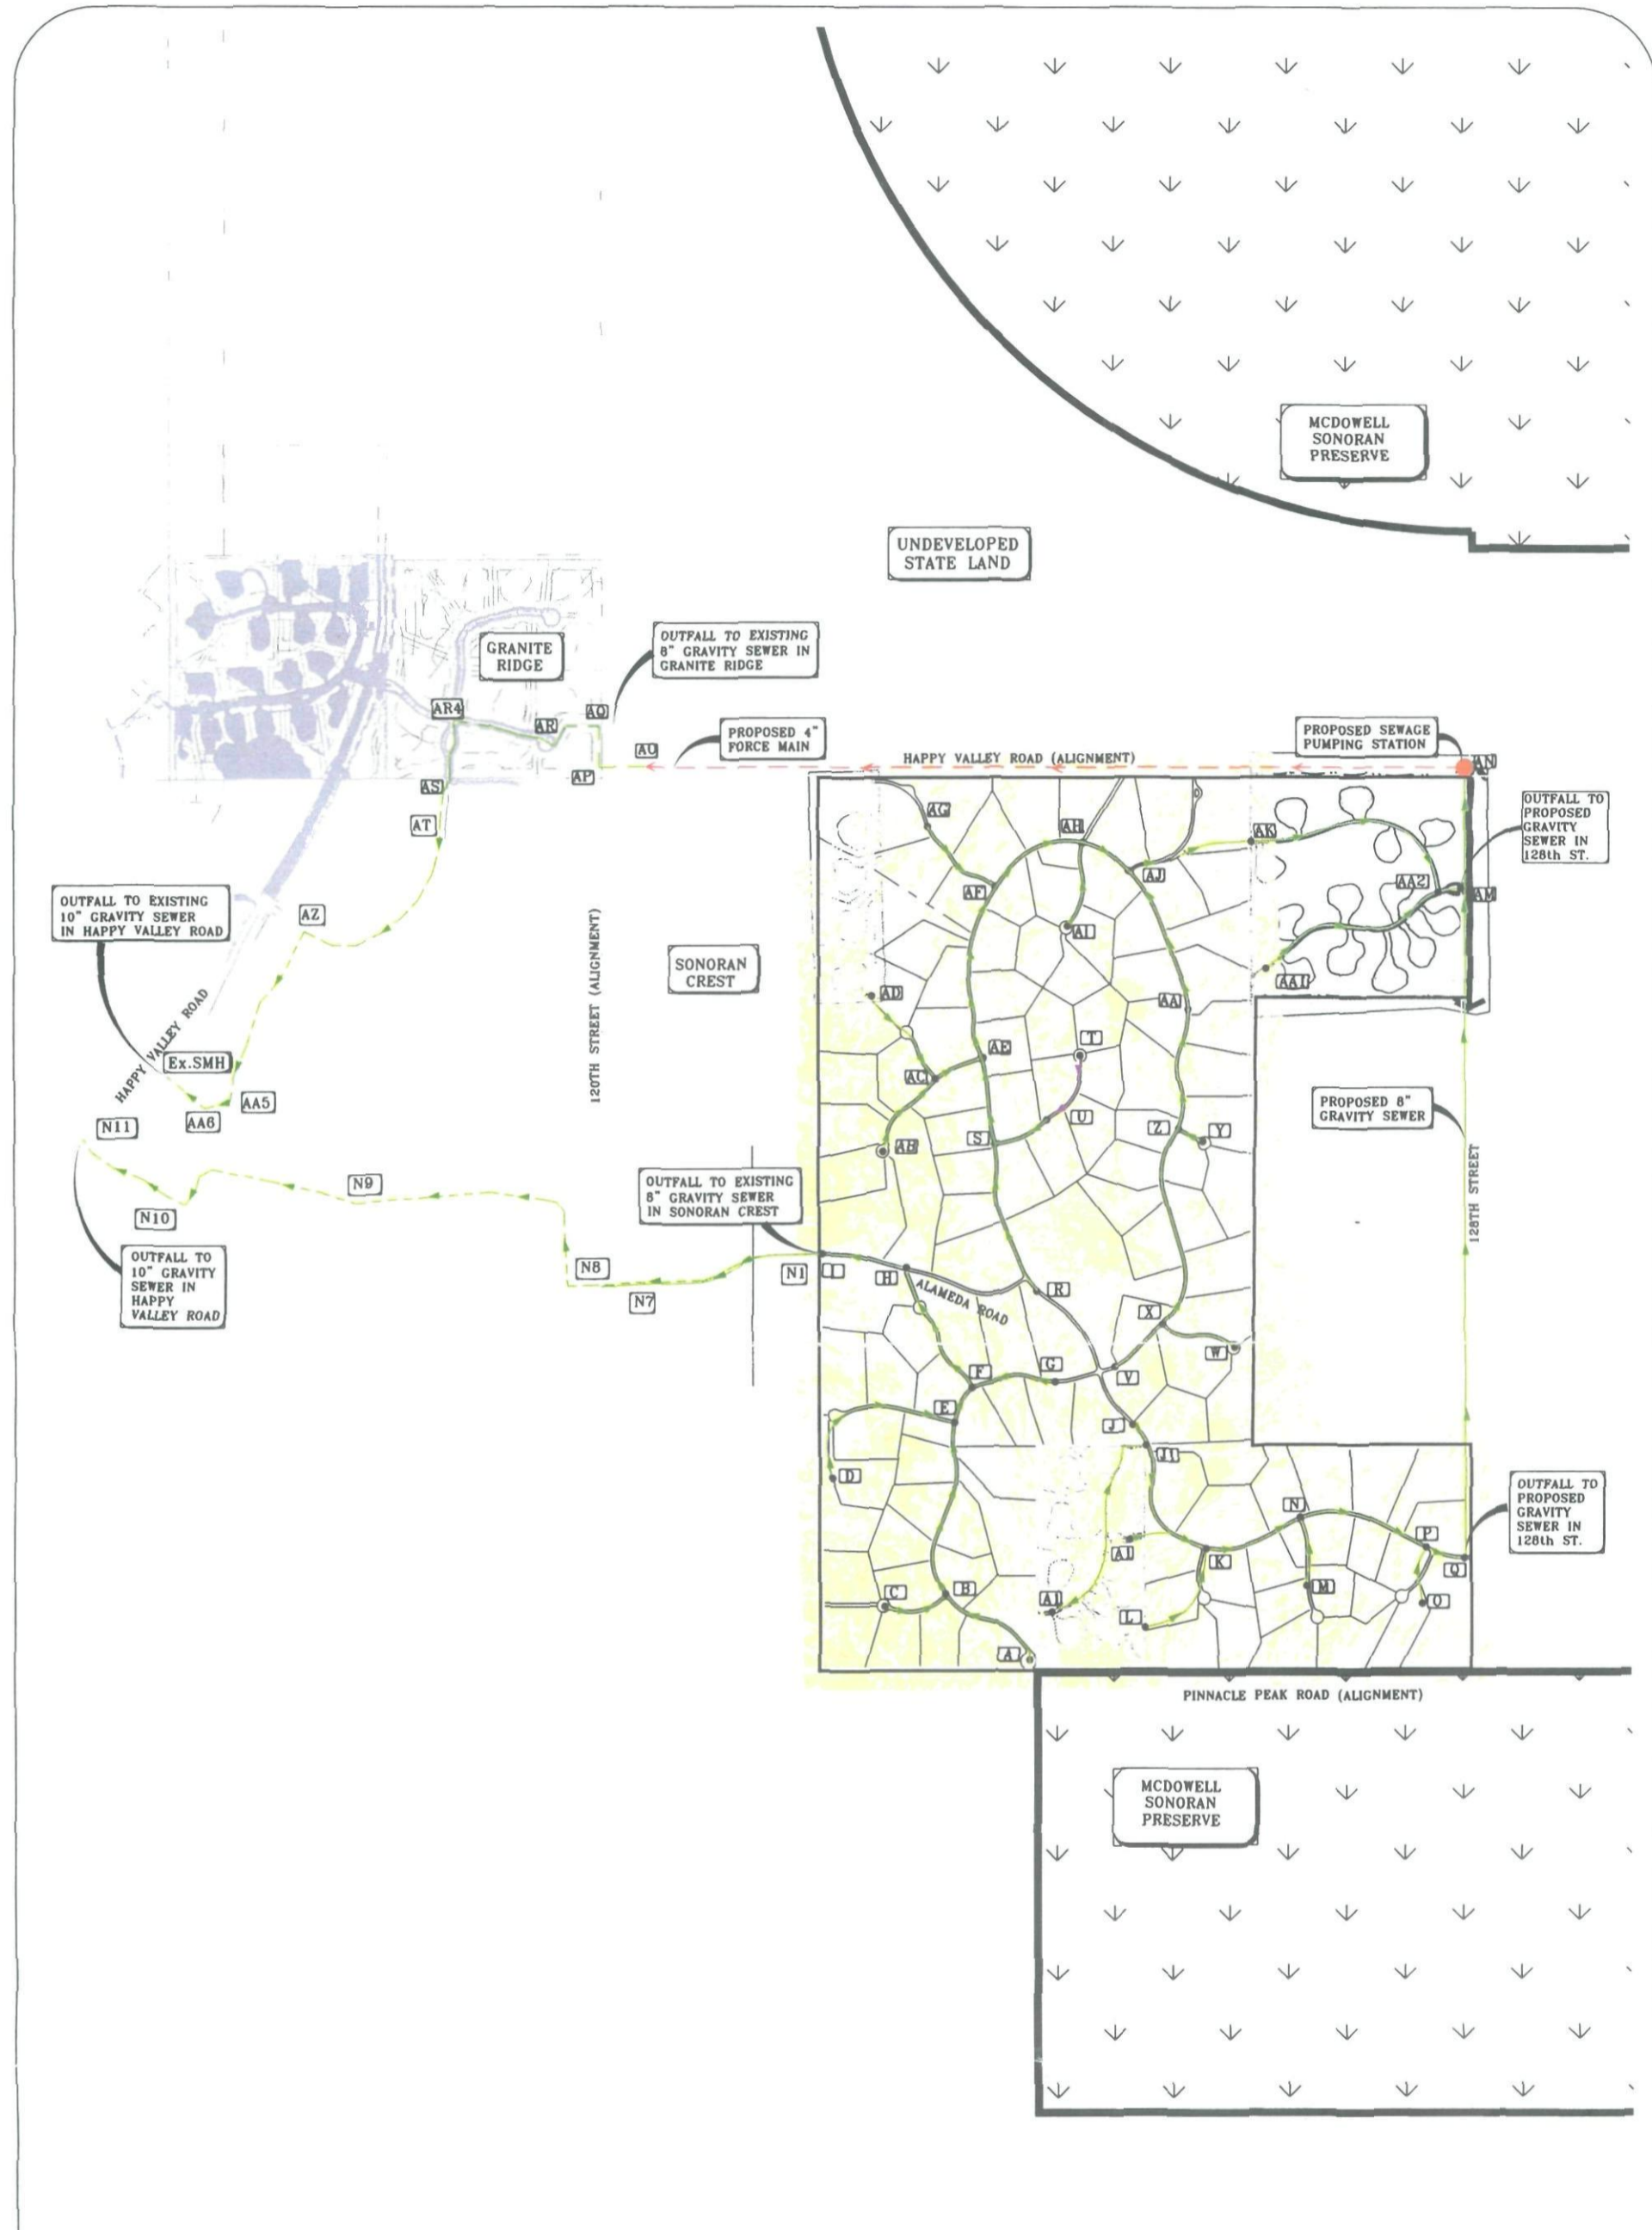 MCDOWELL
SONORAN
PRESERVE
UNDEVELOPED
STATE LAND
GRANITE
RIDGE
OUTFALL TO EXISTING
8" GRAVITY SEWER IN
GRANITE RIDGE
AR4
AR
AQ
PROPOSED 4"
FORCE MAIN
PROPOSED SEWAGE
PUMPING STATION
AO
AP
HAPPY VALLEY ROAD (ALIGNMENT)
AN
AS
AT
OUTFALL TO
PROPOSED
GRAVITY
SEWER IN
128th ST.
AG
AH
AK
AF
AJ
AA2
AM
OUTFALL TO EXISTING
10" GRAVITY SEWER
IN HAPPY VALLEY ROAD
AZ
120TH STREET (ALIGNMENT)
SONORAN
CREST
AI
AD
AA1
AA
HAPPY VALLEY ROAD
Ex.SMH
AE
T
AC
AA5
AA6
N11
U
PROPOSED 8"
GRAVITY SEWER
S
Z
Y
AB
128TH STREET
N9
N10
OUTFALL TO EXISTING
8" GRAVITY SEWER
IN SONORAN CREST
OUTFALL TO
10" GRAVITY
SEWER IN
HAPPY
VALLEY ROAD
N8
N7
N1
I
H
ALAMEDA ROAD
R
X
W
F
G
V
E
J
J1
D
OUTFALL TO
PROPOSED
GRAVITY
SEWER IN
128th ST.
N
P
A1
K
Q
C
B
A1
M
O
L
A
PINNACLE PEAK ROAD (ALIGNMENT)
MCDOWELL
SONORAN
PRESERVE